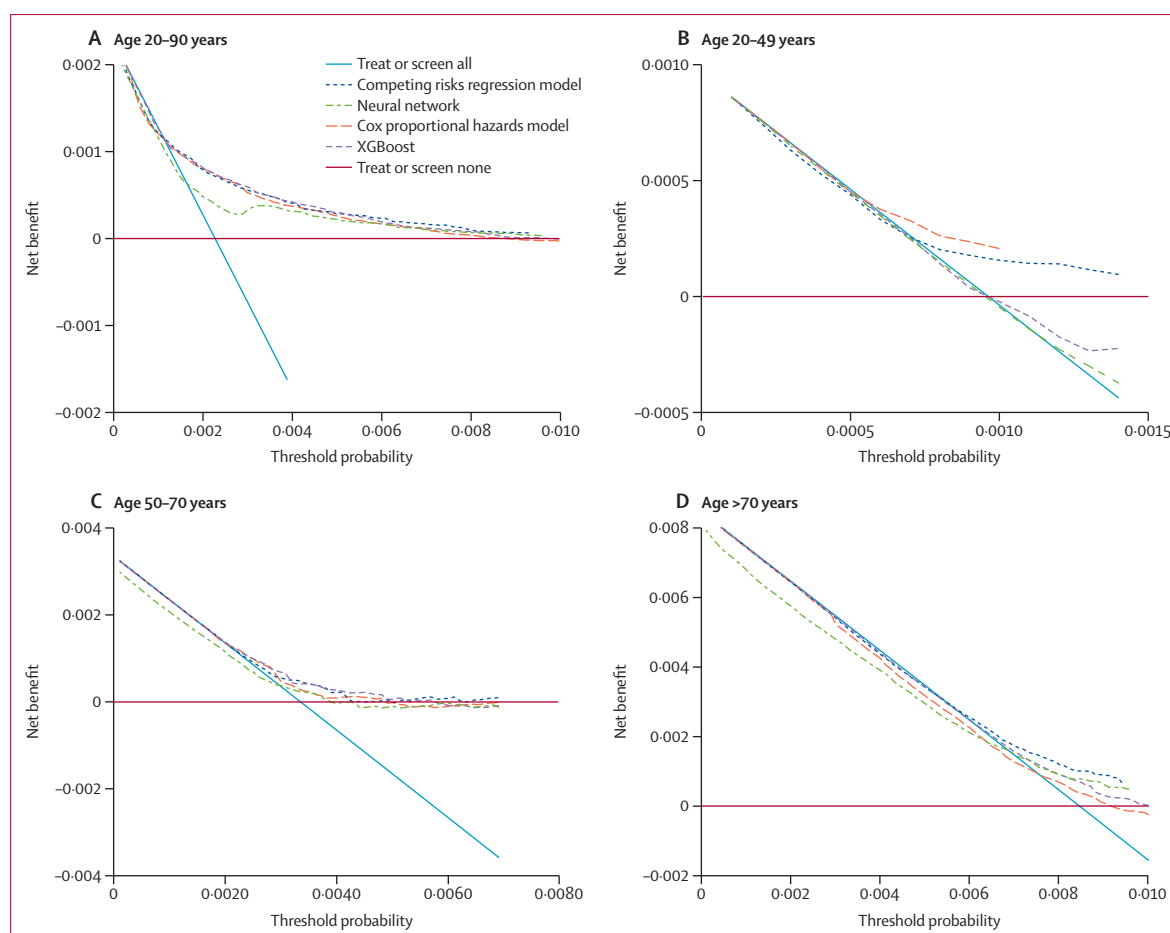 A Age 20–90 years
0·002
0·001
0
–0·001
–0·002
Net benefit
0
0·002
0·004
0·006
0·008
0·010
Threshold probability
Treat or screen all
Competing risks regression model
Neural network
Cox proportional hazards model
XGBoost
Treat or screen none
B Age 20–49 years
0·0010
0·0005
0
–0·0005
Net benefit
0
0·0005
0·0010
0·0015
Threshold probability
C Age 50–70 years
0·004
0·002
0
–0·002
–0·004
Net benefit
0
0·0020
0·0040
0·0060
0·0080
Threshold probability
D Age >70 years
0·008
0·006
0·004
0·002
0
–0·002
Net benefit
0
0·002
0·004
0·006
0·008
0·010
Threshold probability